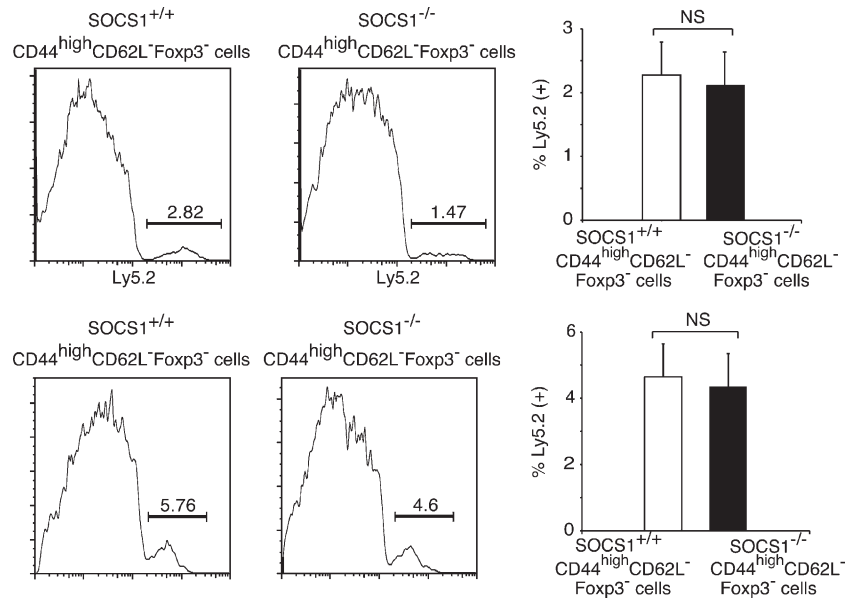 SOCS1+/+
CD44highCD62L-Foxp3- cells
2.82
Ly5.2
SOCS1-/-
CD44highCD62L-Foxp3- cells
1.47
Ly5.2
NS
3
2
1
0
% Ly5.2 (+)
SOCS1+/+
CD44highCD62L-
Foxp3- cells
SOCS1-/-
CD44highCD62L-
Foxp3- cells
SOCS1+/+
CD44highCD62L-Foxp3- cells
5.76
SOCS1-/-
CD44highCD62L-Foxp3- cells
4.6
NS
6
4
2
0
% Ly5.2 (+)
SOCS1+/+
CD44highCD62L-
Foxp3- cells
SOCS1-/-
CD44highCD62L-
Foxp3- cells